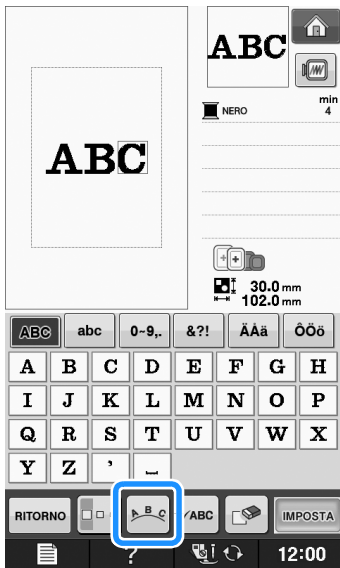 ABC
ABC
NERO
min
4
30.0 mm
102.0 mm
ABC
abc
0~9,.
&?!
ÄÅä
ÔÖö
A B C D E F G H
I J K L M N O P
Q R S T U V W X
Y Z ' ⌴
RITORNO
A B C
/ABC
IMPOSTA
?
12:00